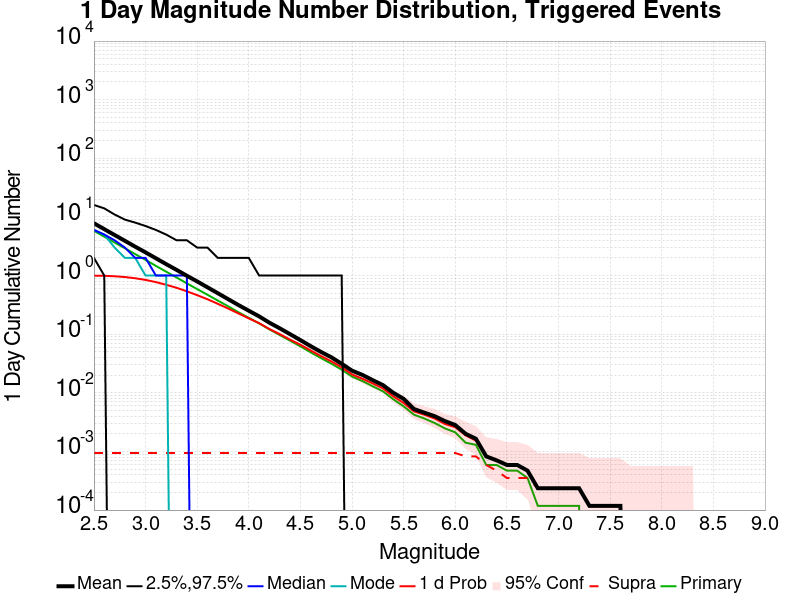 1 Day Magnitude Number Distribution, Triggered Events
10 4
10 3
10 2
10 1
10 0
10 -1
10 -2
10 -3
10 -4
1 Day Cumulative Number
2.5 3.0 3.5 4.0 4.5 5.0 5.5 6.0 6.5 7.0 7.5 8.0 8.5 9.0
Magnitude
Mean 2.5%,97.5% Median Mode 1 d Prob 95% Conf Supra Primary